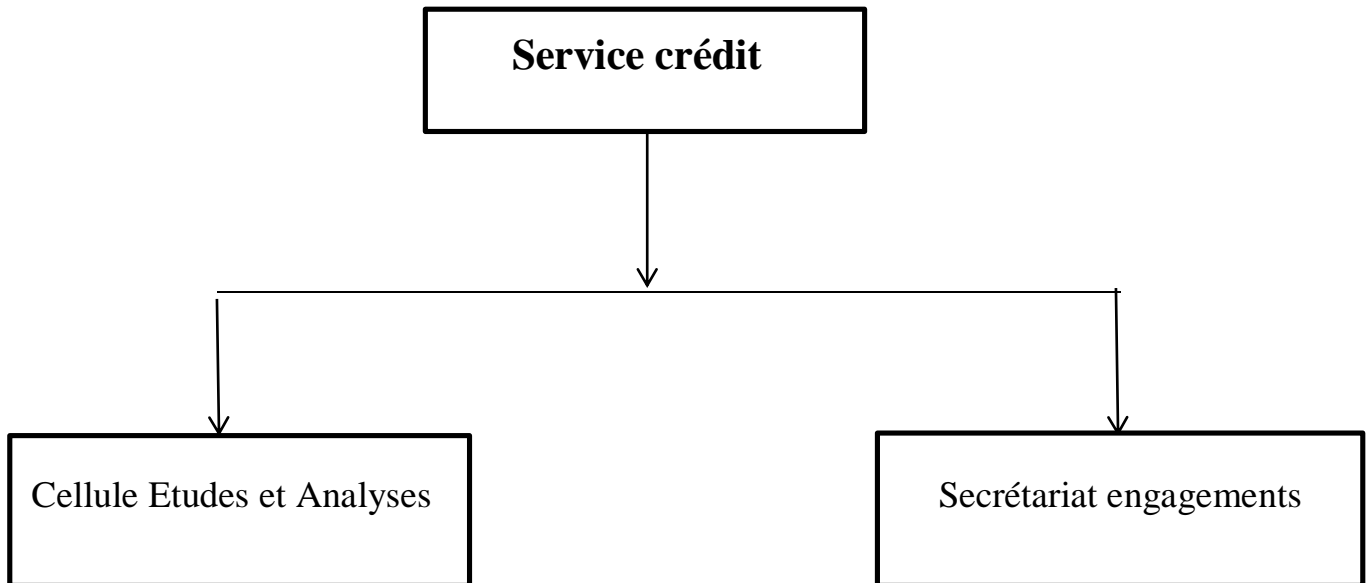 Service crédit
Cellule Etudes et Analyses
Secrétariat engagements